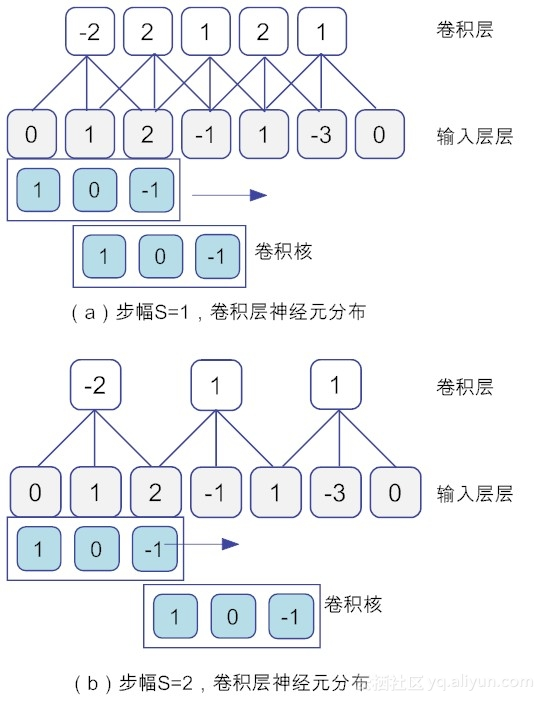 -2 2 1 2 1 卷积层
0 1 2 -1 1 -3 0 输入层层
1 0 -1
1 0 -1 卷积核
（a）步幅S=1，卷积层神经元分布
-2 1 1 卷积层
0 1 2 -1 1 -3 0 输入层层
1 0 -1
1 0 -1 卷积核
（b）步幅S=2，卷积层神经元分布
栖社区 yq.aliyun.com